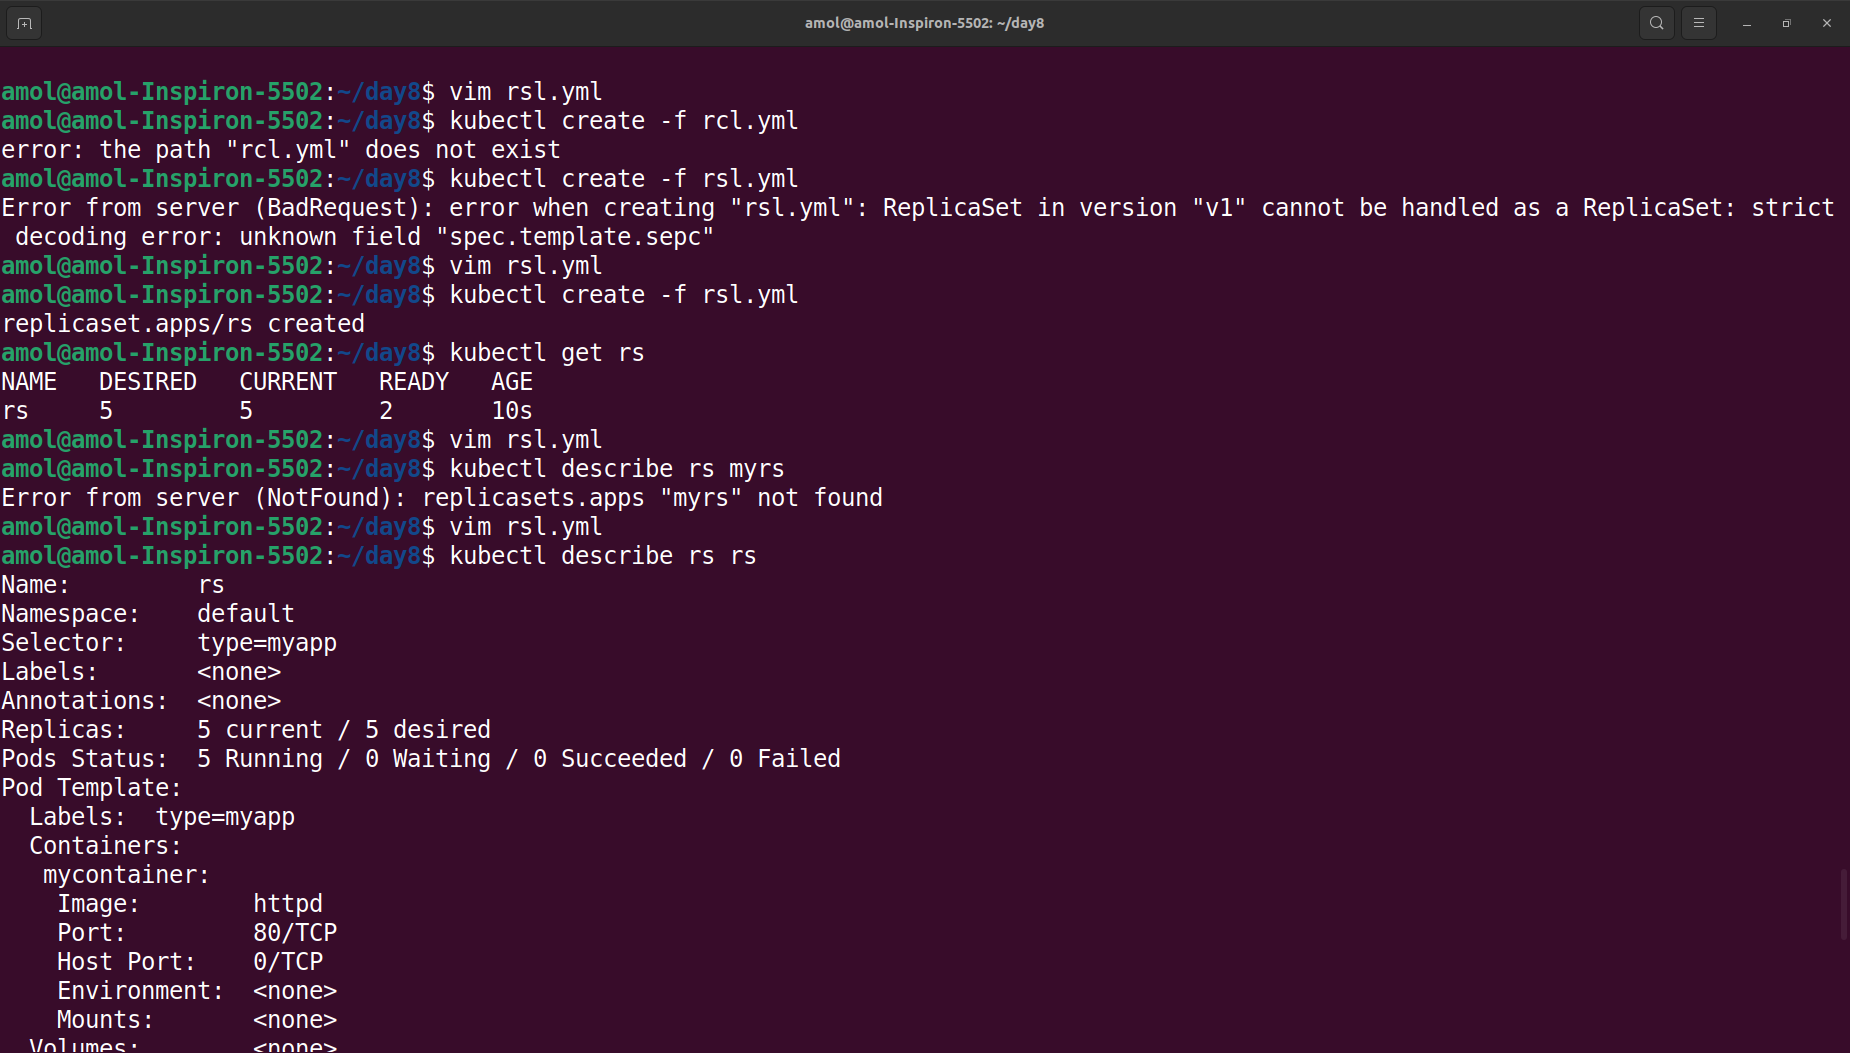 amol@amol-Inspiron-5502: ~/day8
amol@amol-Inspiron-5502:~/day8$ vim rsl.yml
amol@amol-Inspiron-5502:~/day8$ kubectl create -f rcl.yml
error: the path "rcl.yml" does not exist
amol@amol-Inspiron-5502:~/day8$ kubectl create -f rsl.yml
Error from server (BadRequest): error when creating "rsl.yml": ReplicaSet in version "v1" cannot be handled as a ReplicaSet: strict
 decoding error: unknown field "spec.template.sepc"
amol@amol-Inspiron-5502:~/day8$ vim rsl.yml
amol@amol-Inspiron-5502:~/day8$ kubectl create -f rsl.yml
replicaset.apps/rs created
amol@amol-Inspiron-5502:~/day8$ kubectl get rs
NAME   DESIRED   CURRENT   READY   AGE
rs     5         5         2       10s
amol@amol-Inspiron-5502:~/day8$ vim rsl.yml
amol@amol-Inspiron-5502:~/day8$ kubectl describe rs myrs
Error from server (NotFound): replicasets.apps "myrs" not found
amol@amol-Inspiron-5502:~/day8$ vim rsl.yml
amol@amol-Inspiron-5502:~/day8$ kubectl describe rs rs
Name:         rs
Namespace:    default
Selector:     type=myapp
Labels:       <none>
Annotations:  <none>
Replicas:     5 current / 5 desired
Pods Status:  5 Running / 0 Waiting / 0 Succeeded / 0 Failed
Pod Template:
  Labels:  type=myapp
  Containers:
   mycontainer:
    Image:        httpd
    Port:         80/TCP
    Host Port:    0/TCP
    Environment:  <none>
    Mounts:       <none>
  Volumes:        <none>